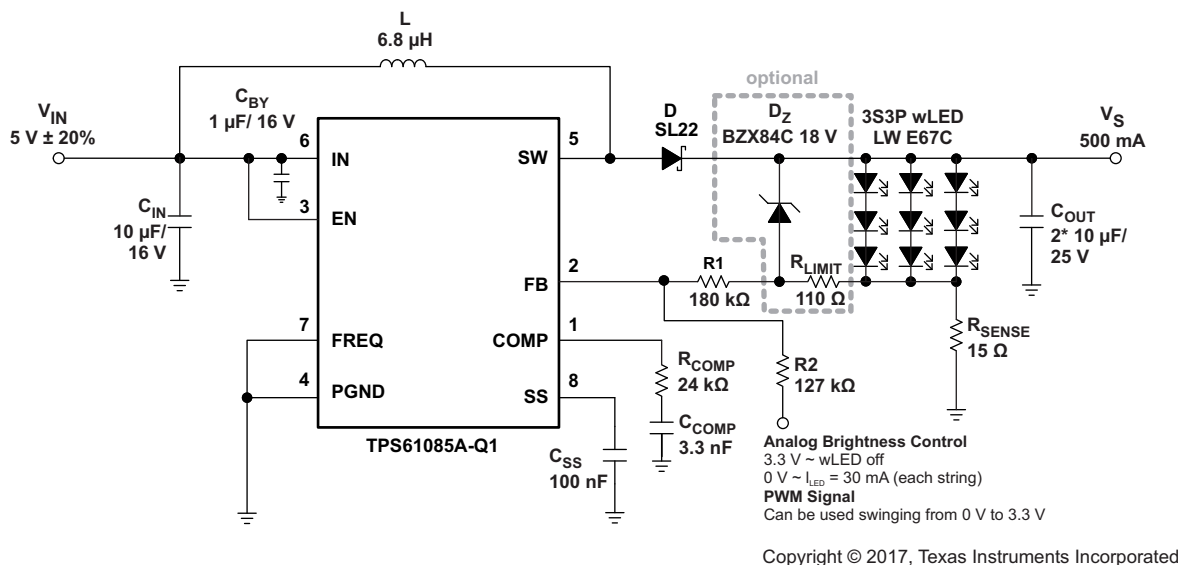 L
6.8 µH
optional
V_IN
5 V ± 20%
C_BY
1 µF/ 16 V
D
SL22
D_Z
BZX84C 18 V
3S3P wLED
LW E67C
V_S
500 mA
6
IN
SW
5
3
EN
C_IN
10 µF/
16 V
C_OUT
2* 10 µF/
25 V
2
FB
R1
180 kΩ
R_LIMIT
110 Ω
7
FREQ
COMP
1
R_SENSE
15 Ω
R_COMP
24 kΩ
R2
127 kΩ
4
PGND
SS
8
C_COMP
3.3 nF
TPS61085A-Q1
C_SS
100 nF
Analog Brightness Control
3.3 V ~ wLED off
0 V ~ I_LED = 30 mA (each string)
PWM Signal
Can be used swinging from 0 V to 3.3 V
Copyright © 2017, Texas Instruments Incorporated